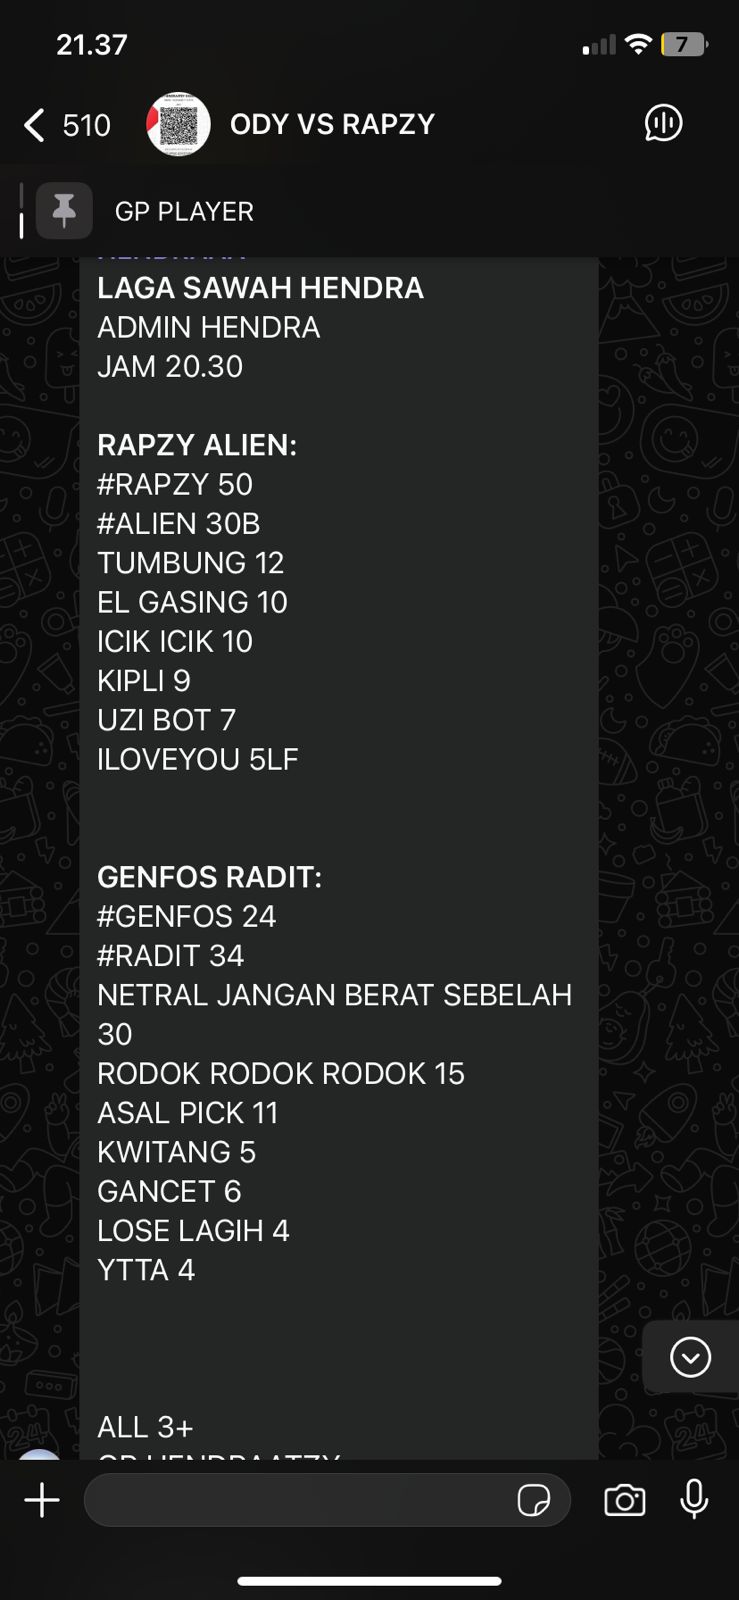 21.37
7
510
ODY VS RAPZY
GP PLAYER
LAGA SAWAH HENDRA
ADMIN HENDRA
JAM 20.30
RAPZY ALIEN:
#RAPZY 50
#ALIEN 30B
TUMBUNG 12
EL GASING 10
ICIK ICIK 10
KIPLI 9
UZI BOT 7
ILOVEYOU 5LF
GENFOS RADIT:
#GENFOS 24
#RADIT 34
NETRAL JANGAN BERAT SEBELAH
30
RODOK RODOK RODOK 15
ASAL PICK 11
KWITANG 5
GANCET 6
LOSE LAGIH 4
YTTA 4
ALL 3+